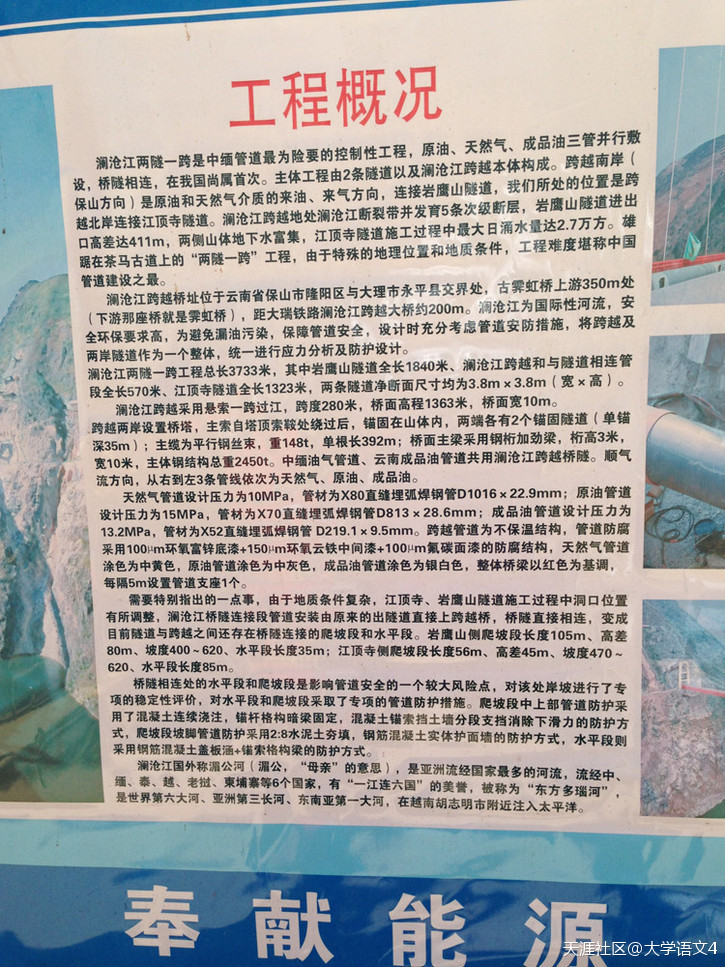 工程概况
澜沧江两隧一跨是中缅管道最为险要的控制性工程，原油、天然气、成品油三管并行敷
设，桥隧相连，在我国尚属首次。主体工程由2条隧道以及澜沧江跨越本体构成。跨越南岸（
保山方向）是原油和天然气介质的来油、来气方向，连接岩鹰山隧道，我们所处的位置是跨
越北岸连接江顶寺隧道。澜沧江跨越地处澜沧江断裂带并发育5条次级断层，岩鹰山隧道进出
口高差达411m，两侧山体地下水富集，江顶寺隧道施工过程中最大日涌水量达2.7万方。雄
踞在茶马古道上的“两隧一跨”工程，由于特殊的地理位置和地质条件，工程难度堪称中国
管道建设之最。
澜沧江跨越桥址位于云南省保山市隆阳区与大理市永平县交界处，古霁虹桥上游350m处
（下游那座桥就是霁虹桥），距大瑞铁路澜沧江跨越大桥约200m。澜沧江为国际性河流，安
全环保要求高，为避免漏油污染，保障管道安全，设计时充分考虑管道安防措施，将跨越及
两岸隧道作为一个整体，统一进行应力分析及防护设计。
澜沧江两隧一跨工程总长3733米，其中岩鹰山隧道全长1840米、澜沧江跨越和与隧道相连管
段全长570米、江顶寺隧道全长1323米，两条隧道净断面尺寸均为3.8m×3.8m（宽×高）。
澜沧江跨越采用悬索一跨过江，跨度280米，桥面高程1363米，桥面宽10m。
跨越两岸设置桥塔，主索自塔顶索鞍处绕过后，锚固在山体内，两端各有2个锚固隧道（单锚
深35m）；主缆为平行钢丝束，重148t，单根长392m；桥面主梁采用钢桁加劲梁，桁高3米，
宽10米，主体钢结构总重2450t。中缅油气管道、云南成品油管道共用澜沧江跨越桥隧。顺气
流方向，从右到左3条管线依次为天然气、原油、成品油。
天然气管道设计压力为10MPa，管材为X80直缝埋弧焊钢管D1016×22.9mm；原油管道
设计压力为15MPa，管材为X70直缝埋弧焊钢管D813×28.6mm；成品油管道设计压力为
13.2MPa，管材为X52直缝埋弧焊钢管 D219.1×9.5mm。跨越管道为不保温结构，管道防腐
采用100μm环氧富锌底漆+150μm环氧云铁中间漆+100μm氟碳面漆的防腐结构，天然气管道
涂色为中黄色，原油管道涂色为中灰色，成品油管道涂色为银白色，整体桥梁以红色为基调，
每隔5m设置管道支座1个。
需要特别指出的一点事，由于地质条件复杂，江顶寺、岩鹰山隧道施工过程中洞口位置
有所调整，澜沧江桥隧连接段管道安装由原来的出隧道直接上跨越桥，桥隧直接相连，变成
目前隧道与跨越之间还存在桥隧连接的爬坡段和水平段。岩鹰山侧爬坡段长度105m、高差
80m、坡度400～620、水平段长度35m；江顶寺侧爬坡段长度56m、高差45m、坡度470～
620、水平段长度85m。
桥隧相连处的水平段和爬坡段是影响管道安全的一个较大风险点，对该处岸坡进行了专
项的稳定性评价，对水平段和爬坡段采取了专项的管道防护措施。爬坡段中上部管道防护采
用了混凝土连续浇注，锚杆格构暗梁固定，混凝土锚索挡土墙分段支挡消除下滑力的防护方
式，爬坡段坡脚管道防护采用2:8水泥土夯填，钢筋混凝土实体护面墙的防护方式，水平段则
采用钢筋混凝土盖板涵+锚索格构梁的防护方式。
澜沧江国外称湄公河（湄公，“母亲”的意思），是亚洲流经国家最多的河流，流经中、
缅、泰、越、老挝、柬埔寨等6个国家，有“一江连六国”的美誉，被称为“东方多瑙河”，
是世界第六大河、亚洲第三长河、东南亚第一大河，在越南胡志明市附近注入太平洋。
奉献能源
天涯社区@大学语文4